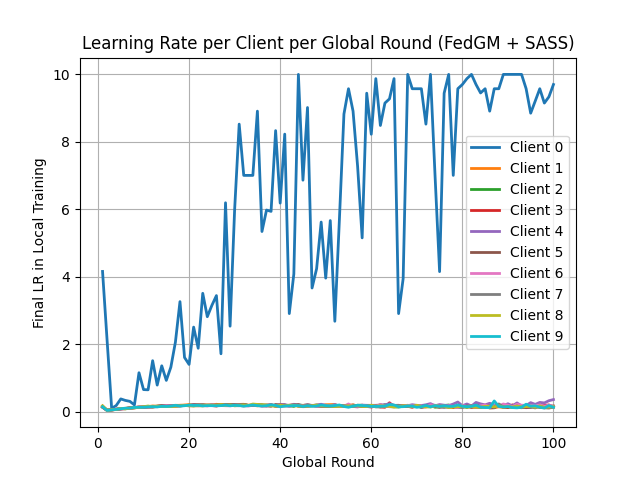 Learning Rate per Client per Global Round (FedGM + SASS)
10
8
6
4
2
0
Final LR in Local Training
Client 0
Client 1
Client 2
Client 3
Client 4
Client 5
Client 6
Client 7
Client 8
Client 9
0 20 40 60 80 100
Global Round